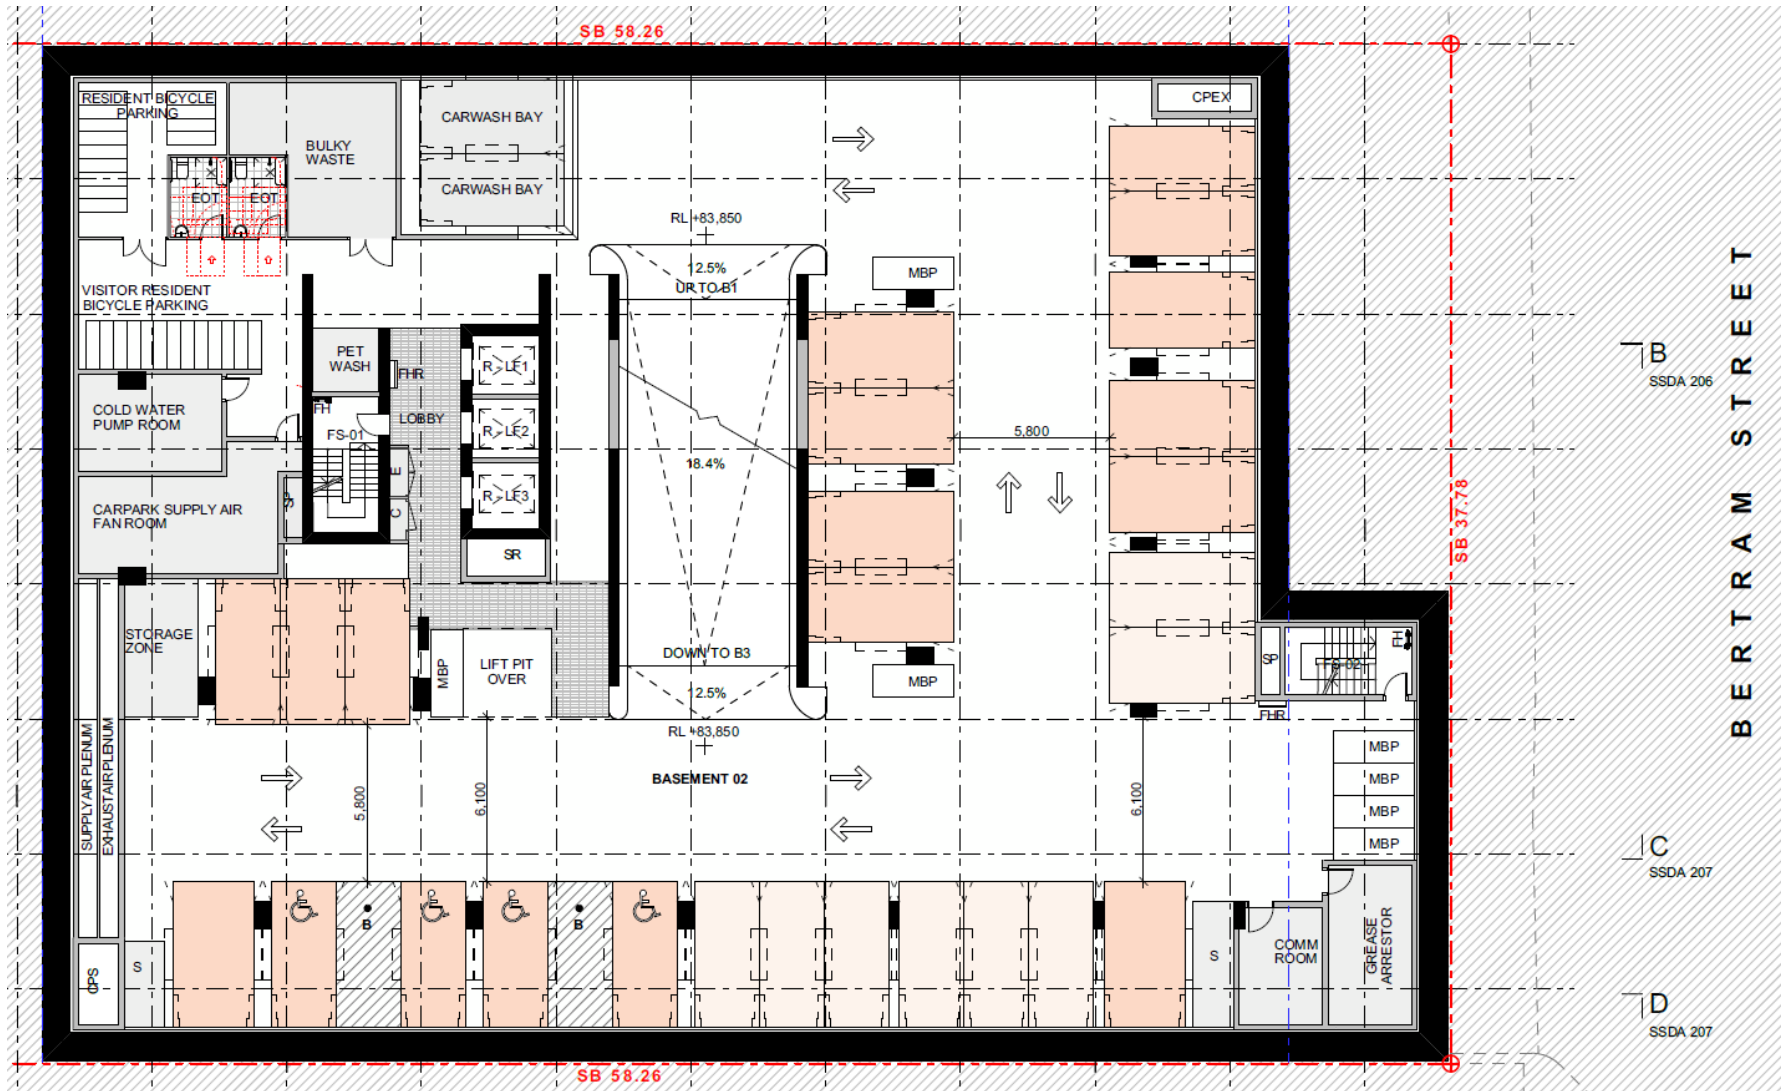 SB 58.26
RESIDENT BICYCLE
PARKING
BULKY
WASTE
CARWASH BAY
CARWASH BAY
CPEX
EOT
EOT
RL +83,850
12.5%
UP TO B1
MBP
VISITOR RESIDENT
BICYCLE PARKING
PET
WASH
FHR
R - LF1
COLD WATER
PUMP ROOM
FH
FS-01
LOBBY
R - LF2
5,800
B
SSDA 206
BERTRAM STREET
SB 37.78
18.4%
E
R - LF3
SP
C
CARPARK SUPPLY AIR
FAN ROOM
SR
STORAGE
ZONE
MBP
LIFT PIT
OVER
DOWN TO B3
12.5%
MBP
SP
FS-02
FH
FHR
RL +83,850
BASEMENT 02
SUPPLY AIR PLENUM
EXHAUST AIR PLENUM
5,800
6,100
6,100
MBP
MBP
MBP
MBP
C
SSDA 207
B
B
CPS
S
S
COMM
ROOM
GREASE
ARRESTOR
D
SSDA 207
SB 58.26